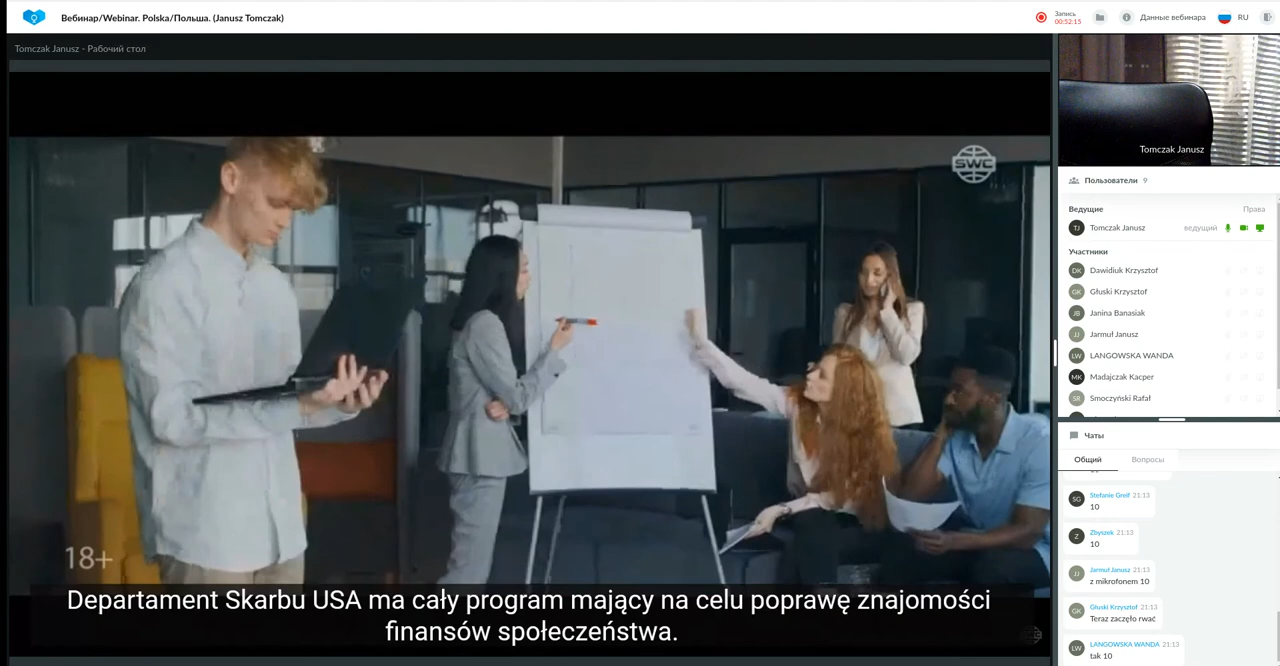 Вебинар/Webinar. Polska/Польша. (Janusz Tomczak)
Запись
00:52:15
Данные вебинара
RU
Tomczak Janusz - Рабочий стол
SWC
18+
Departament Skarbu USA ma cały program mający na celu poprawę znajomości
finansów społeczeństwa.
Tomczak Janusz
Пользователи 9
Ведущие Права
TJ Tomczak Janusz ведущий
Участники
DK Dawidiuk Krzysztof
GK Głuski Krzysztof
JB Janina Banasiak
JJ Jarmuł Janusz
LW LANGOWSKA WANDA
MK Madajczak Kacper
SR Smoczyński Rafał
Чаты
Общий Вопросы
SG Stefanie Greif 21:13
10
Z Zbyszek 21:13
10
JJ Jarmuł Janusz 21:13
z mikrofonem 10
GK Głuski Krzysztof 21:13
Teraz zaczęło rwać
LW LANGOWSKA WANDA 21:13
tak 10